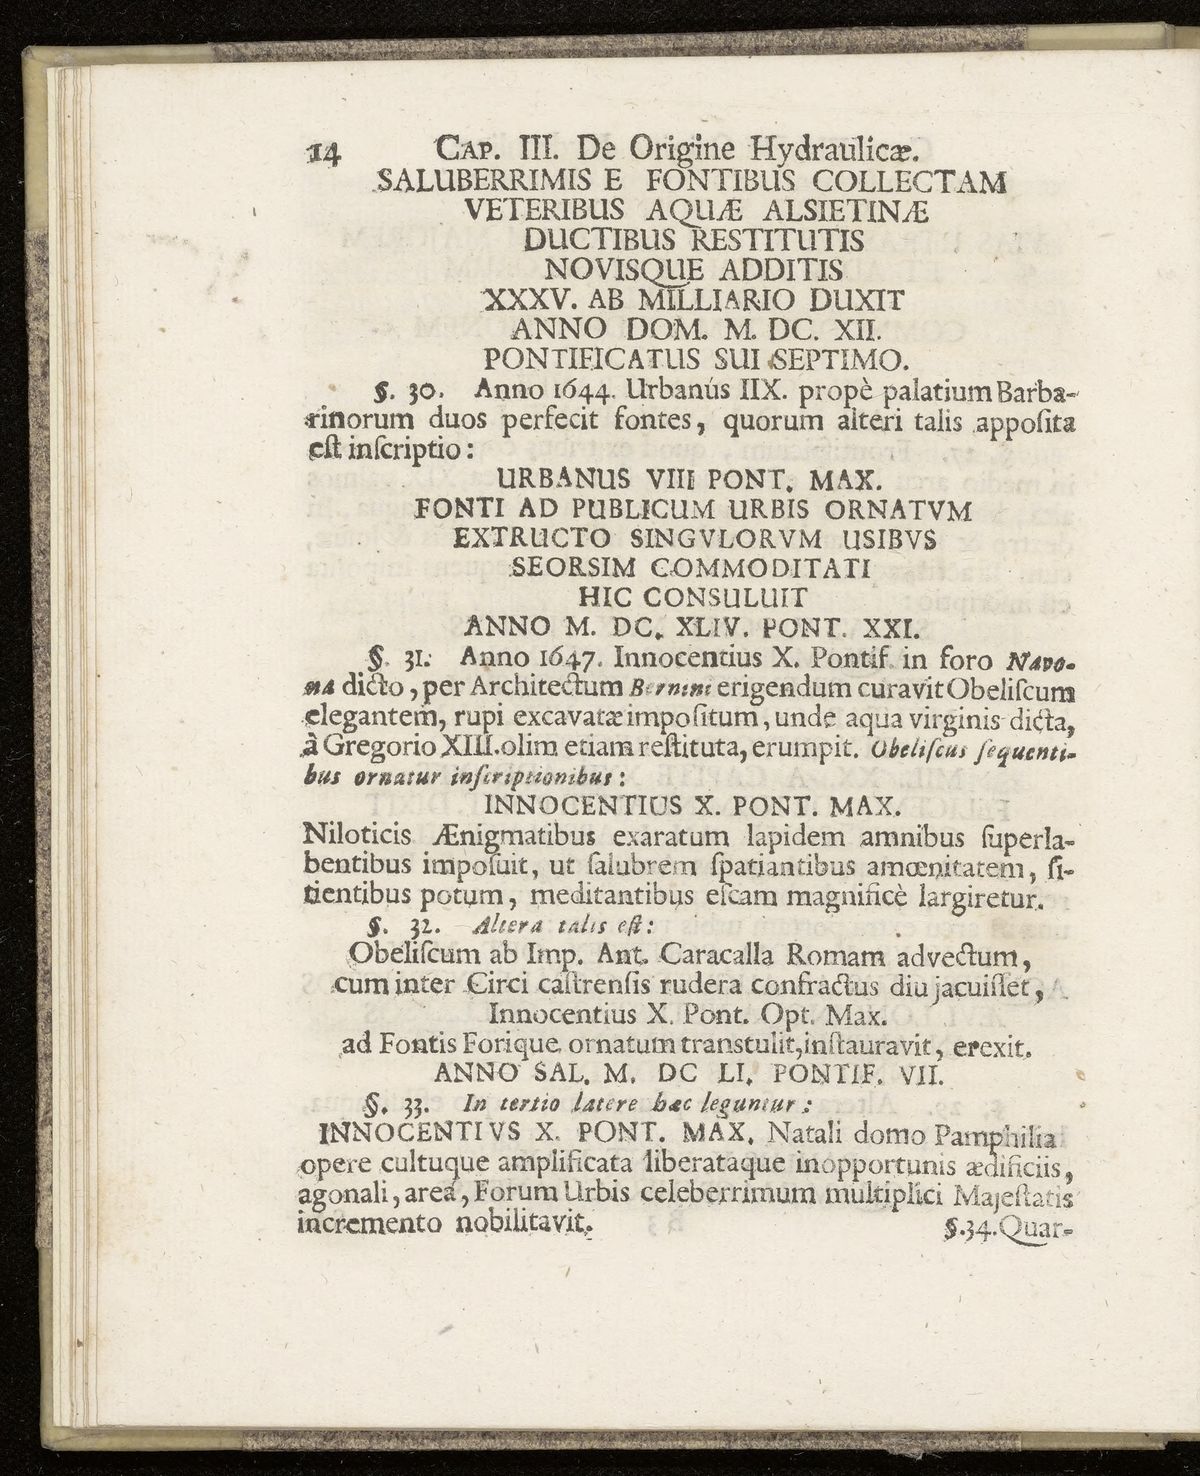 14 CAP. III. De Origine Hydraulicæ.
SALUBERRIMIS E FONTIBUS COLLECTAM
VETERIBUS AQUÆ ALSIETINÆ
DUCTIBUS RESTITUTIS
NOVISQUE ADDITIS
XXXV. AB MILLIARIO DUXIT
ANNO DOM. M. DC. XII.
PONTIFICATUS SUI SEPTIMO.
§. 30. Anno 1644. Urbanús IIX. propè palatium Barba-
rinorum duos perfecit fontes, quorum alteri talis appoſita
eſt inſcriptio:
URBANUS VIII PONT. MAX.
FONTI AD PUBLICUM URBIS ORNATVM
EXTRUCTO SINGVLORVM USIBVS
SEORSIM COMMODITATI
HIC CONSULUIT
ANNO M. DC. XLIV. PONT. XXI.
§. 31. Anno 1647. Innocentius X. Pontif. in foro Navo-
na dicto, per Architectum Bernini erigendum curavit Obeliſcum
elegantem, rupi excavatæ impoſitum, unde aqua virginis dicta,
à Gregorio XIII. olim etiam reſtituta, erumpit. Obeliſcus ſequenti-
bus ornatur inſcriptionibus:
INNOCENTIUS X. PONT. MAX.
Niloticis Ænigmatibus exaratum lapidem amnibus ſuperla-
bentibus impoſuit, ut ſalubrem ſpatiantibus amœnitatem, ſi-
tientibus potum, meditantibus eſcam magnificè largiretur.
§. 32. Altera talis eſt:
Obeliſcum ab Imp. Ant. Caracalla Romam advectum,
cum inter Circi caſtrenſis rudera confractus diu jacuiſſet,
Innocentius X. Pont. Opt. Max.
ad Fontis Forique ornatum transtulit, inſtauravit, erexit.
ANNO SAL. M. DC LI. PONTIF. VII.
§. 33. In tertio latere hæc leguntur:
INNOCENTIVS X. PONT. MAX. Natali domo Pamphilia
opere cultuque amplificata liberataque inopportunis ædificiis,
agonali, area, Forum Urbis celeberrimum multiplici Majeſtatis
incremento nobilitavit.
§.34. Quar-